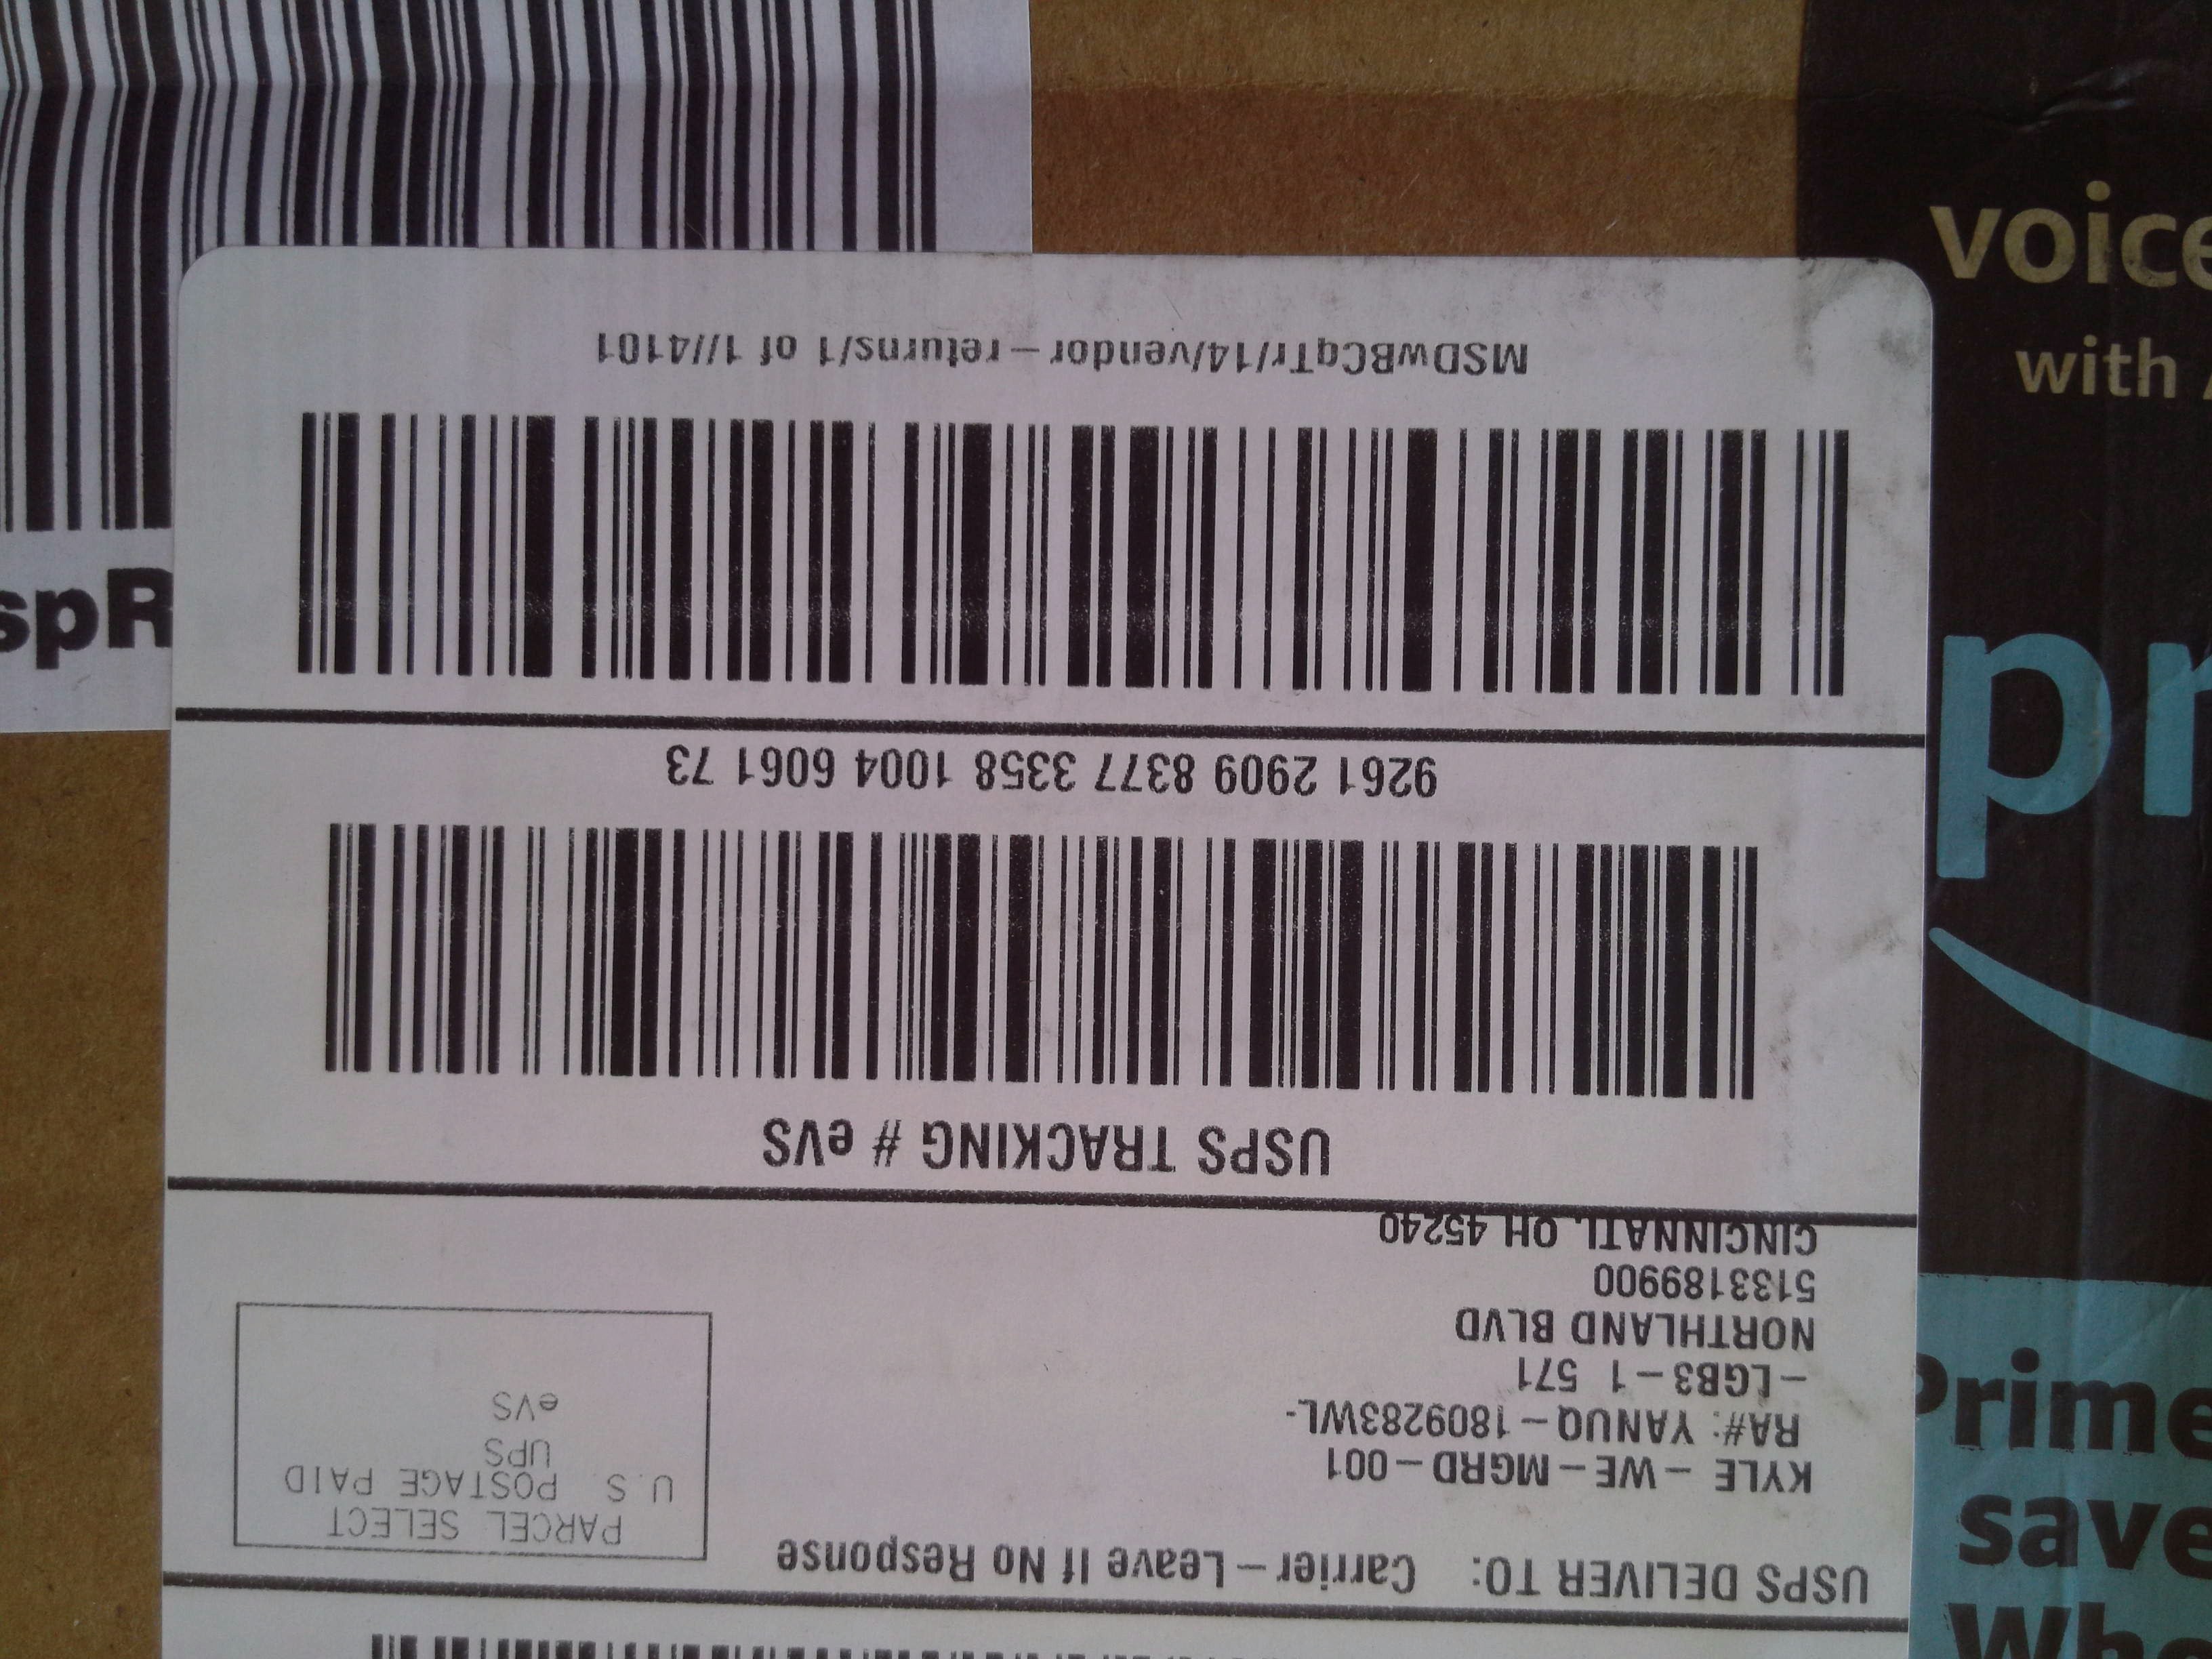 USPS DELIVER TO: Carrier – Leave If No Response
KYLE – WE – MGRD – 001
RA#: YANUQ – 1809283WL-
– LGB3 – 1 571
NORTHLAND BLVD
5133189900
CINCINNATI, OH 45240
PARCEL SELECT
U.S. POSTAGE PAID
UPS
eVS
USPS TRACKING # eVS
9261 2909 8377 3358 1004 6061 73
MSDwBCqTr/14/vendor – returns/1 of 1//4101
spR
voice
with
pr
Prime
save
Who